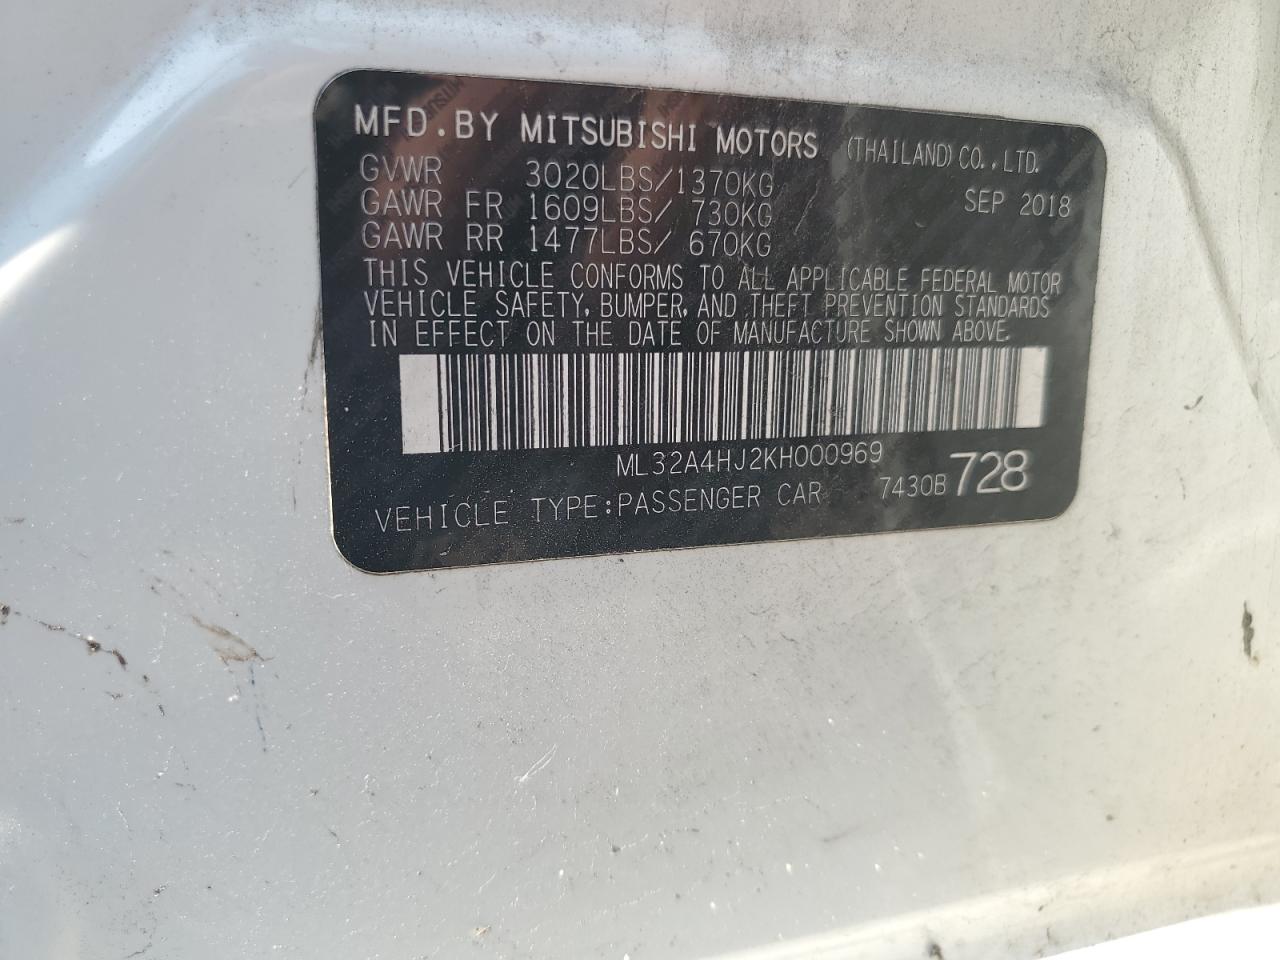 MFD.BY MITSUBISHI MOTORS (THAILAND) CO., LTD.
GVWR 3020LBS/1370KG SEP 2018
GAWR FR 1609LBS/ 730KG
GAWR RR 1477LBS/ 670KG
THIS VEHICLE CONFORMS TO ALL APPLICABLE FEDERAL MOTOR
VEHICLE SAFETY, BUMPER, AND THEFT PREVENTION STANDARDS
IN EFFECT ON THE DATE OF MANUFACTURE SHOWN ABOVE.
ML32A4HJ2KH000969
VEHICLE TYPE:PASSENGER CAR 7430B 728